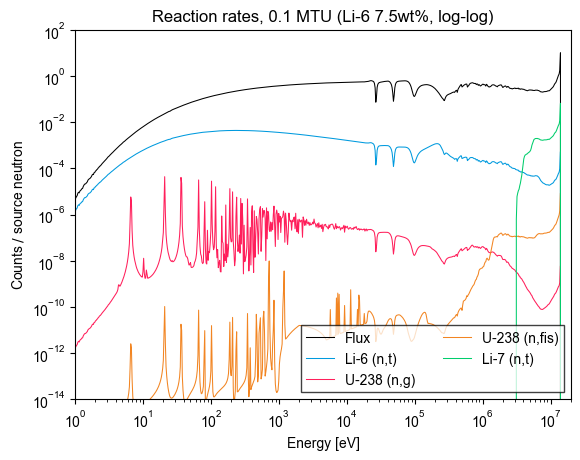 Reaction rates, 0.1 MTU (Li-6 7.5wt%, log-log)
Counts / source neutron
10^2
10^0
10^−2
10^−4
10^−6
10^−8
10^−10
10^−12
10^−14
Flux
Li-6 (n,t)
U-238 (n,g)
U-238 (n,fis)
Li-7 (n,t)
10^0 10^1 10^2 10^3 10^4 10^5 10^6 10^7
Energy [eV]